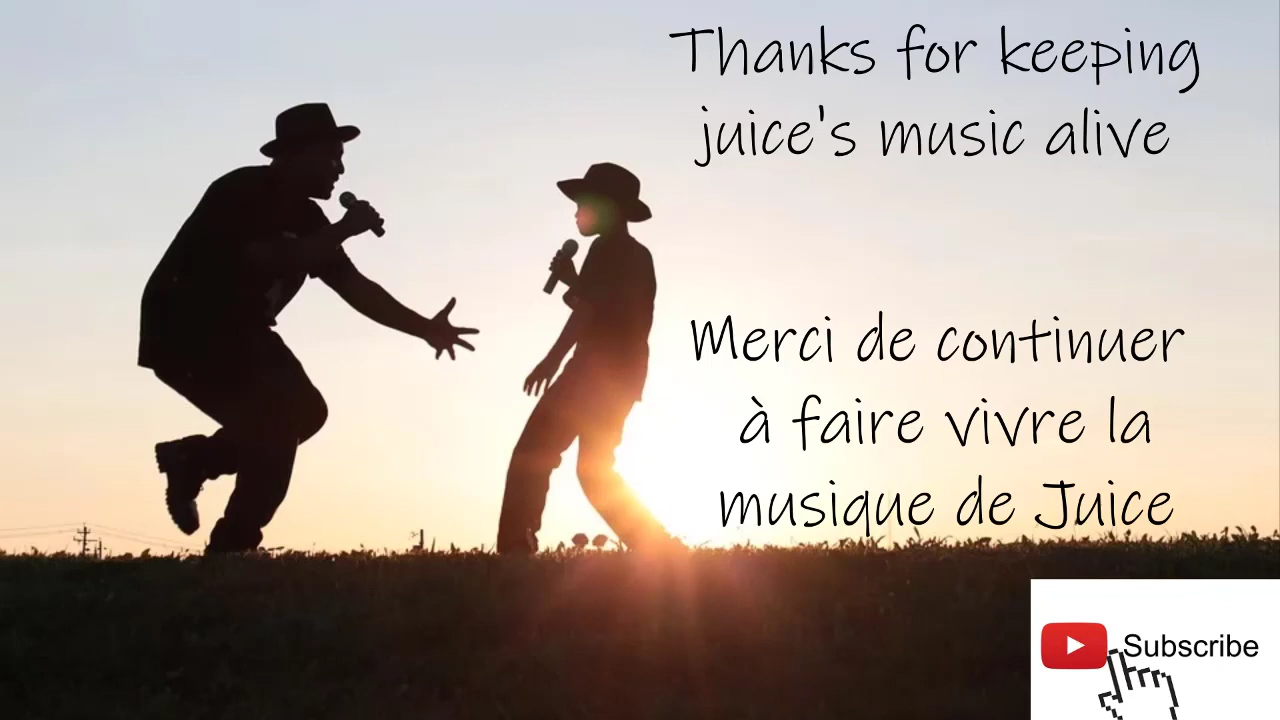 Thanks for keeping
juice's music alive
Merci de continuer
à faire vivre la
musique de Juice
Subscribe